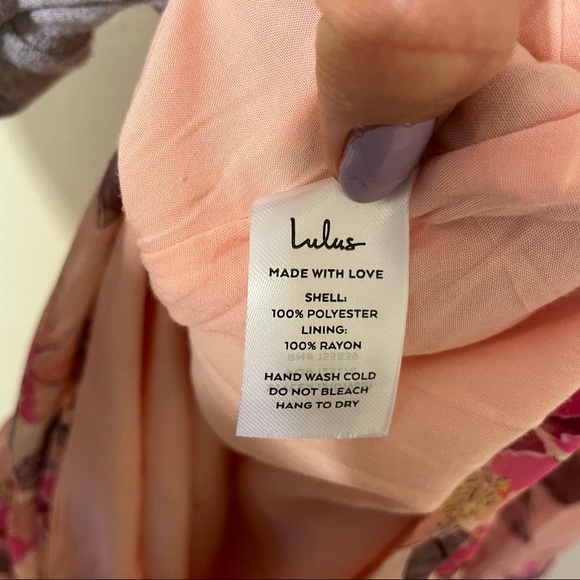 Lulus
MADE WITH LOVE
SHELL:
100% POLYESTER
LINING:
100% RAYON
HAND WASH COLD
DO NOT BLEACH
HANG TO DRY